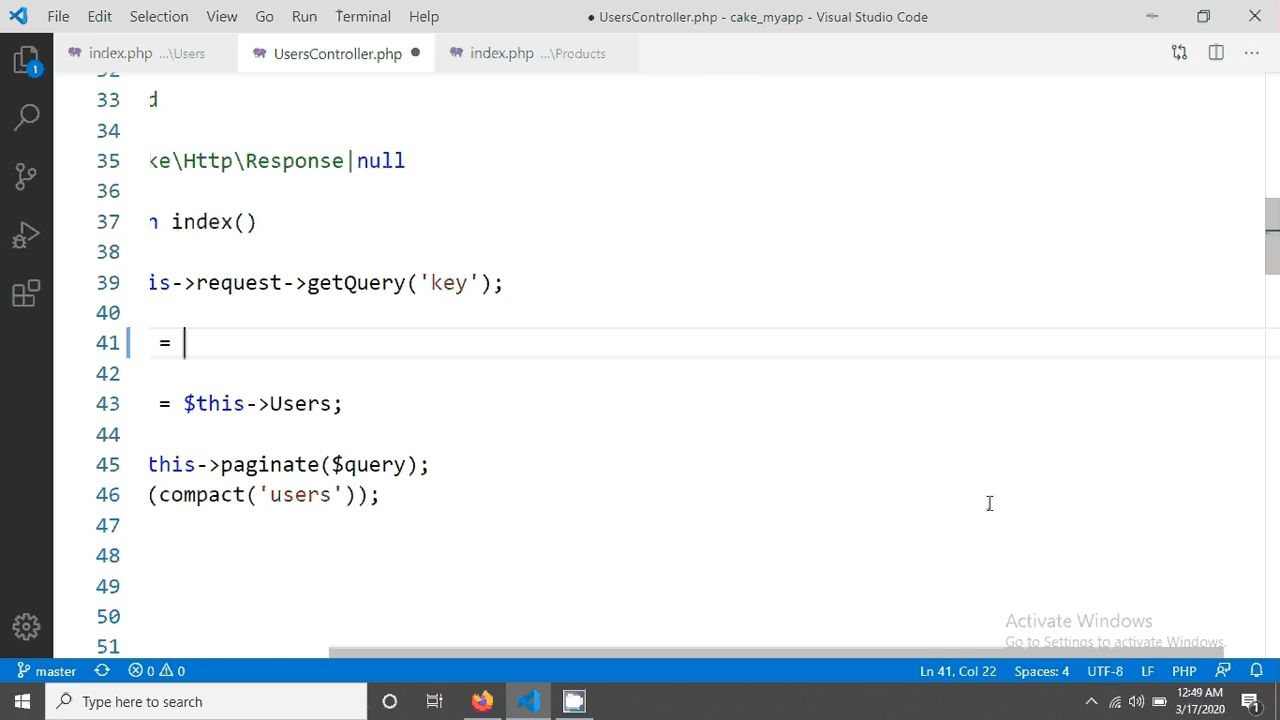 File Edit Selection View Go Run Terminal Help ● UsersController.php - cake_myapp - Visual Studio Code
index.php ...\Users UsersController.php ● index.php ...\Products
32
33 d
34
35 ke\Http\Response|null
36
37 n index()
38
39 is->request->getQuery('key');
40
41 =
42
43 = $this->Users;
44
45 this->paginate($query);
46 (compact('users'));
47
48
49
50
51
1
Activate Windows
Go to Settings to activate Windows.
master 0 0 Ln 41, Col 22 Spaces: 4 UTF-8 LF PHP
Type here to search
12:49 AM
3/17/2020
1